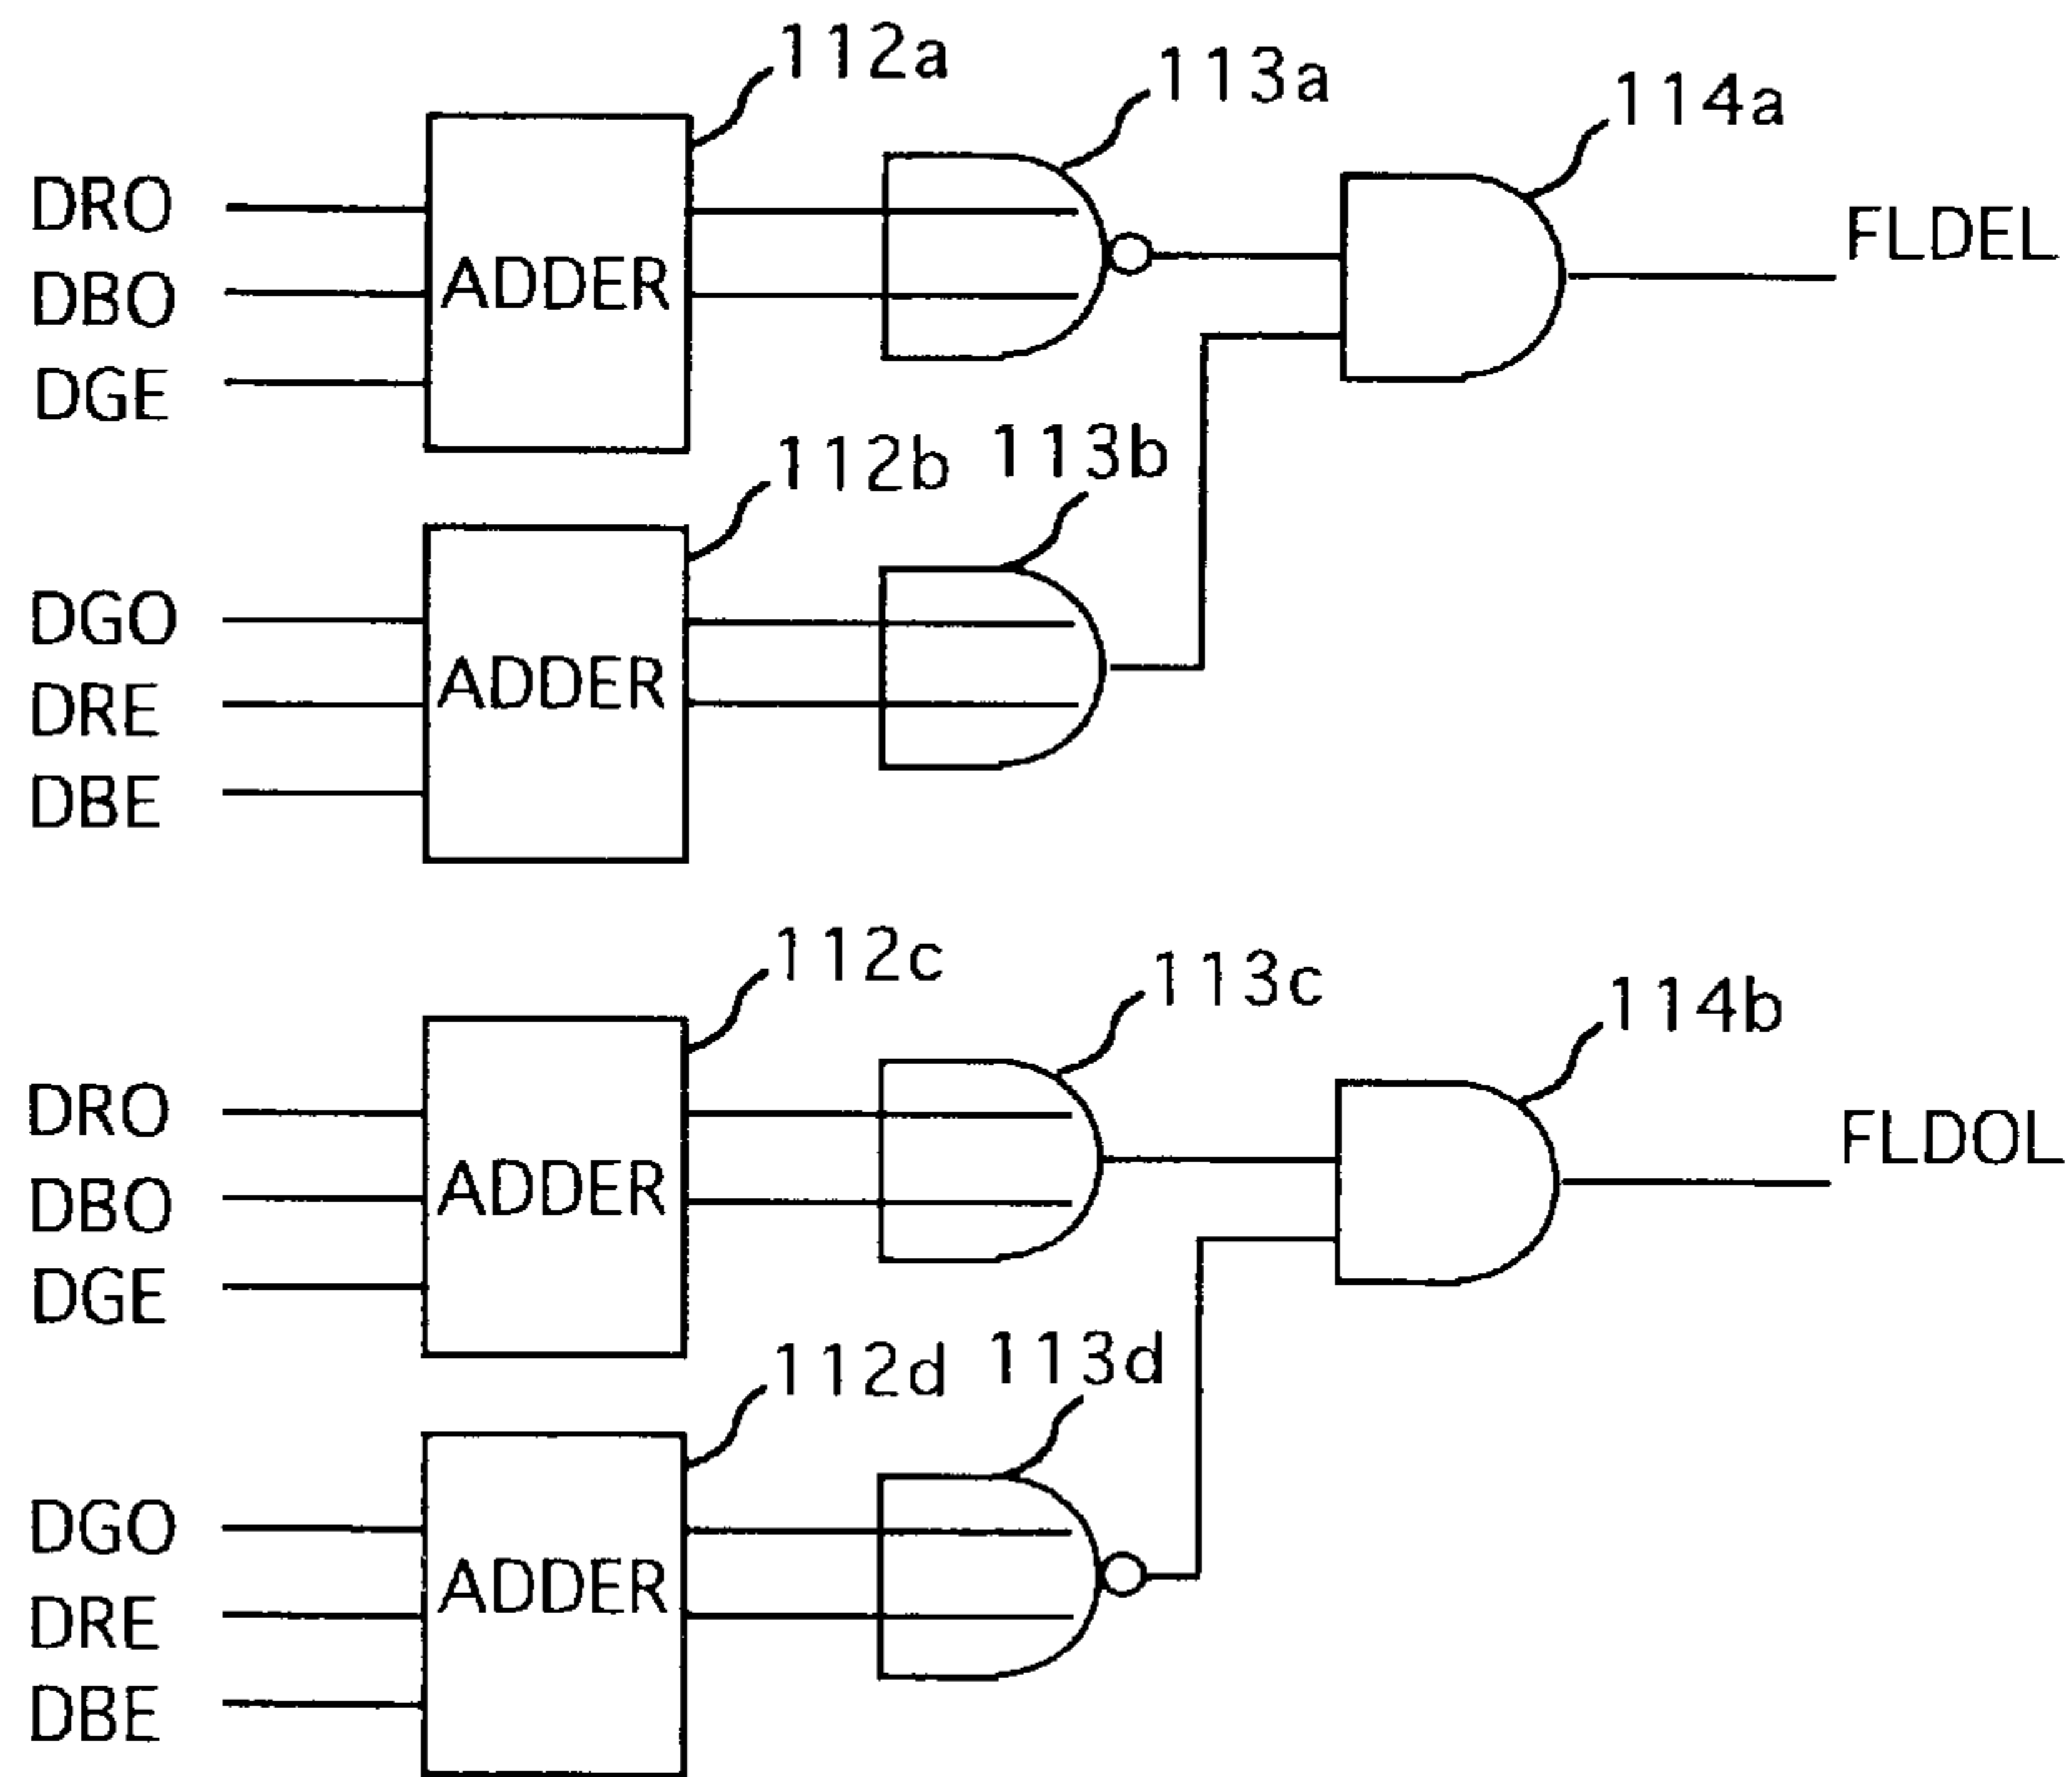 112a
113a
114a
DRO
DBO
DGE
ADDER
FLDEL
112b
113b
DGO
DRE
DBE
ADDER
112c
113c
114b
DRO
DBO
DGE
ADDER
FLDOL
112d
113d
DGO
DRE
DBE
ADDER